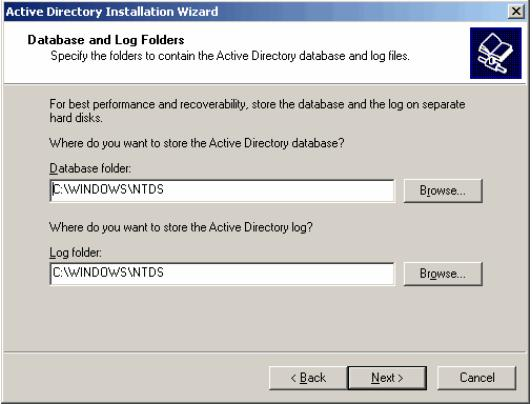 Active Directory Installation Wizard
Database and Log Folders
Specify the folders to contain the Active Directory database and log files.
For best performance and recoverability, store the database and the log on separate
hard disks.
Where do you want to store the Active Directory database?
Database folder:
C:\WINDOWS\NTDS
Browse...
Where do you want to store the Active Directory log?
Log folder:
C:\WINDOWS\NTDS
Browse...
< Back
Next >
Cancel